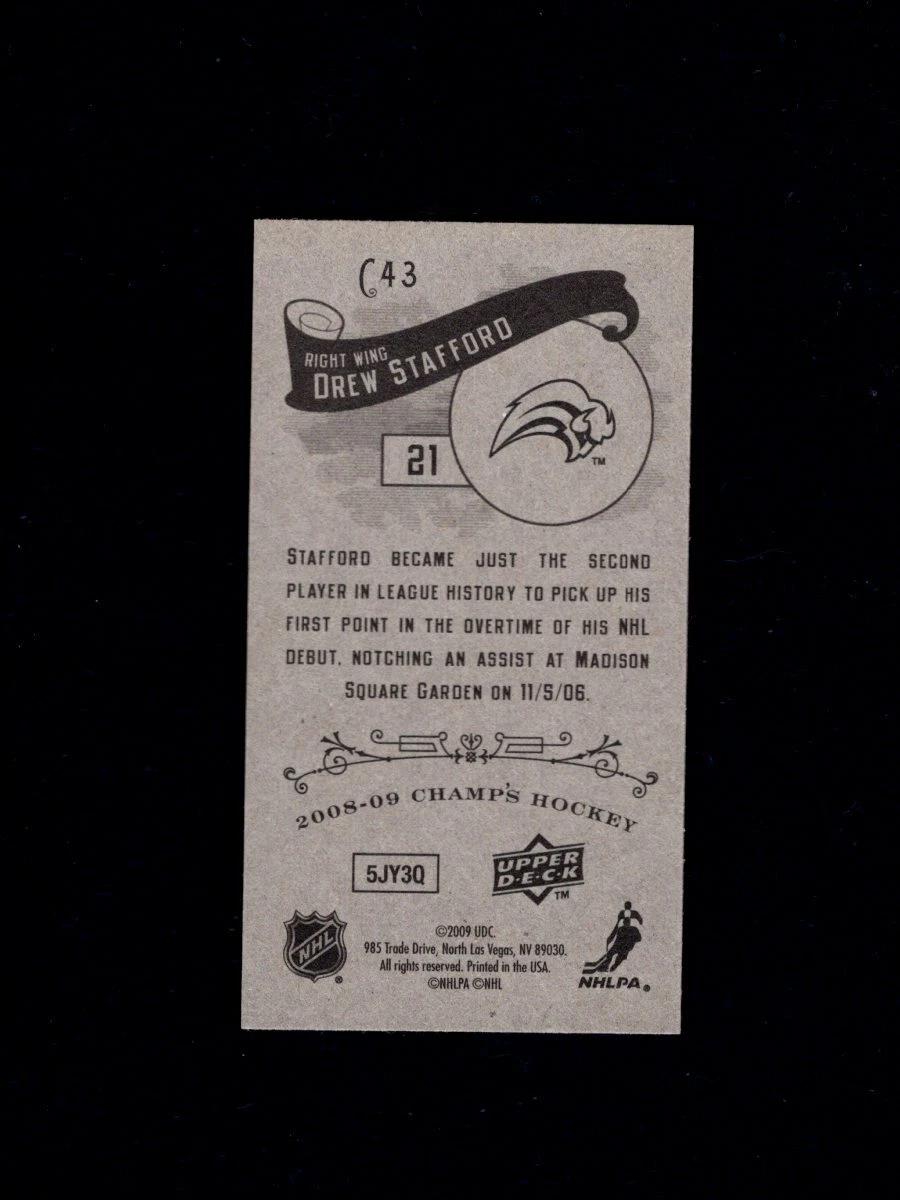 C43
RIGHT WING
DREW STAFFORD
21
TM
STAFFORD BECAME JUST THE SECOND
PLAYER IN LEAGUE HISTORY TO PICK UP HIS
FIRST POINT IN THE OVERTIME OF HIS NHL
DEBUT, NOTCHING AN ASSIST AT MADISON
SQUARE GARDEN ON 11/5/06.
2008-09 CHAMP'S HOCKEY
5JY3Q
UPPER
D·E·C·K
TM
NHL
®
©2009 UDC.
985 Trade Drive, North Las Vegas, NV 89030.
All rights reserved. Printed in the USA.
©NHLPA ©NHL
NHLPA®